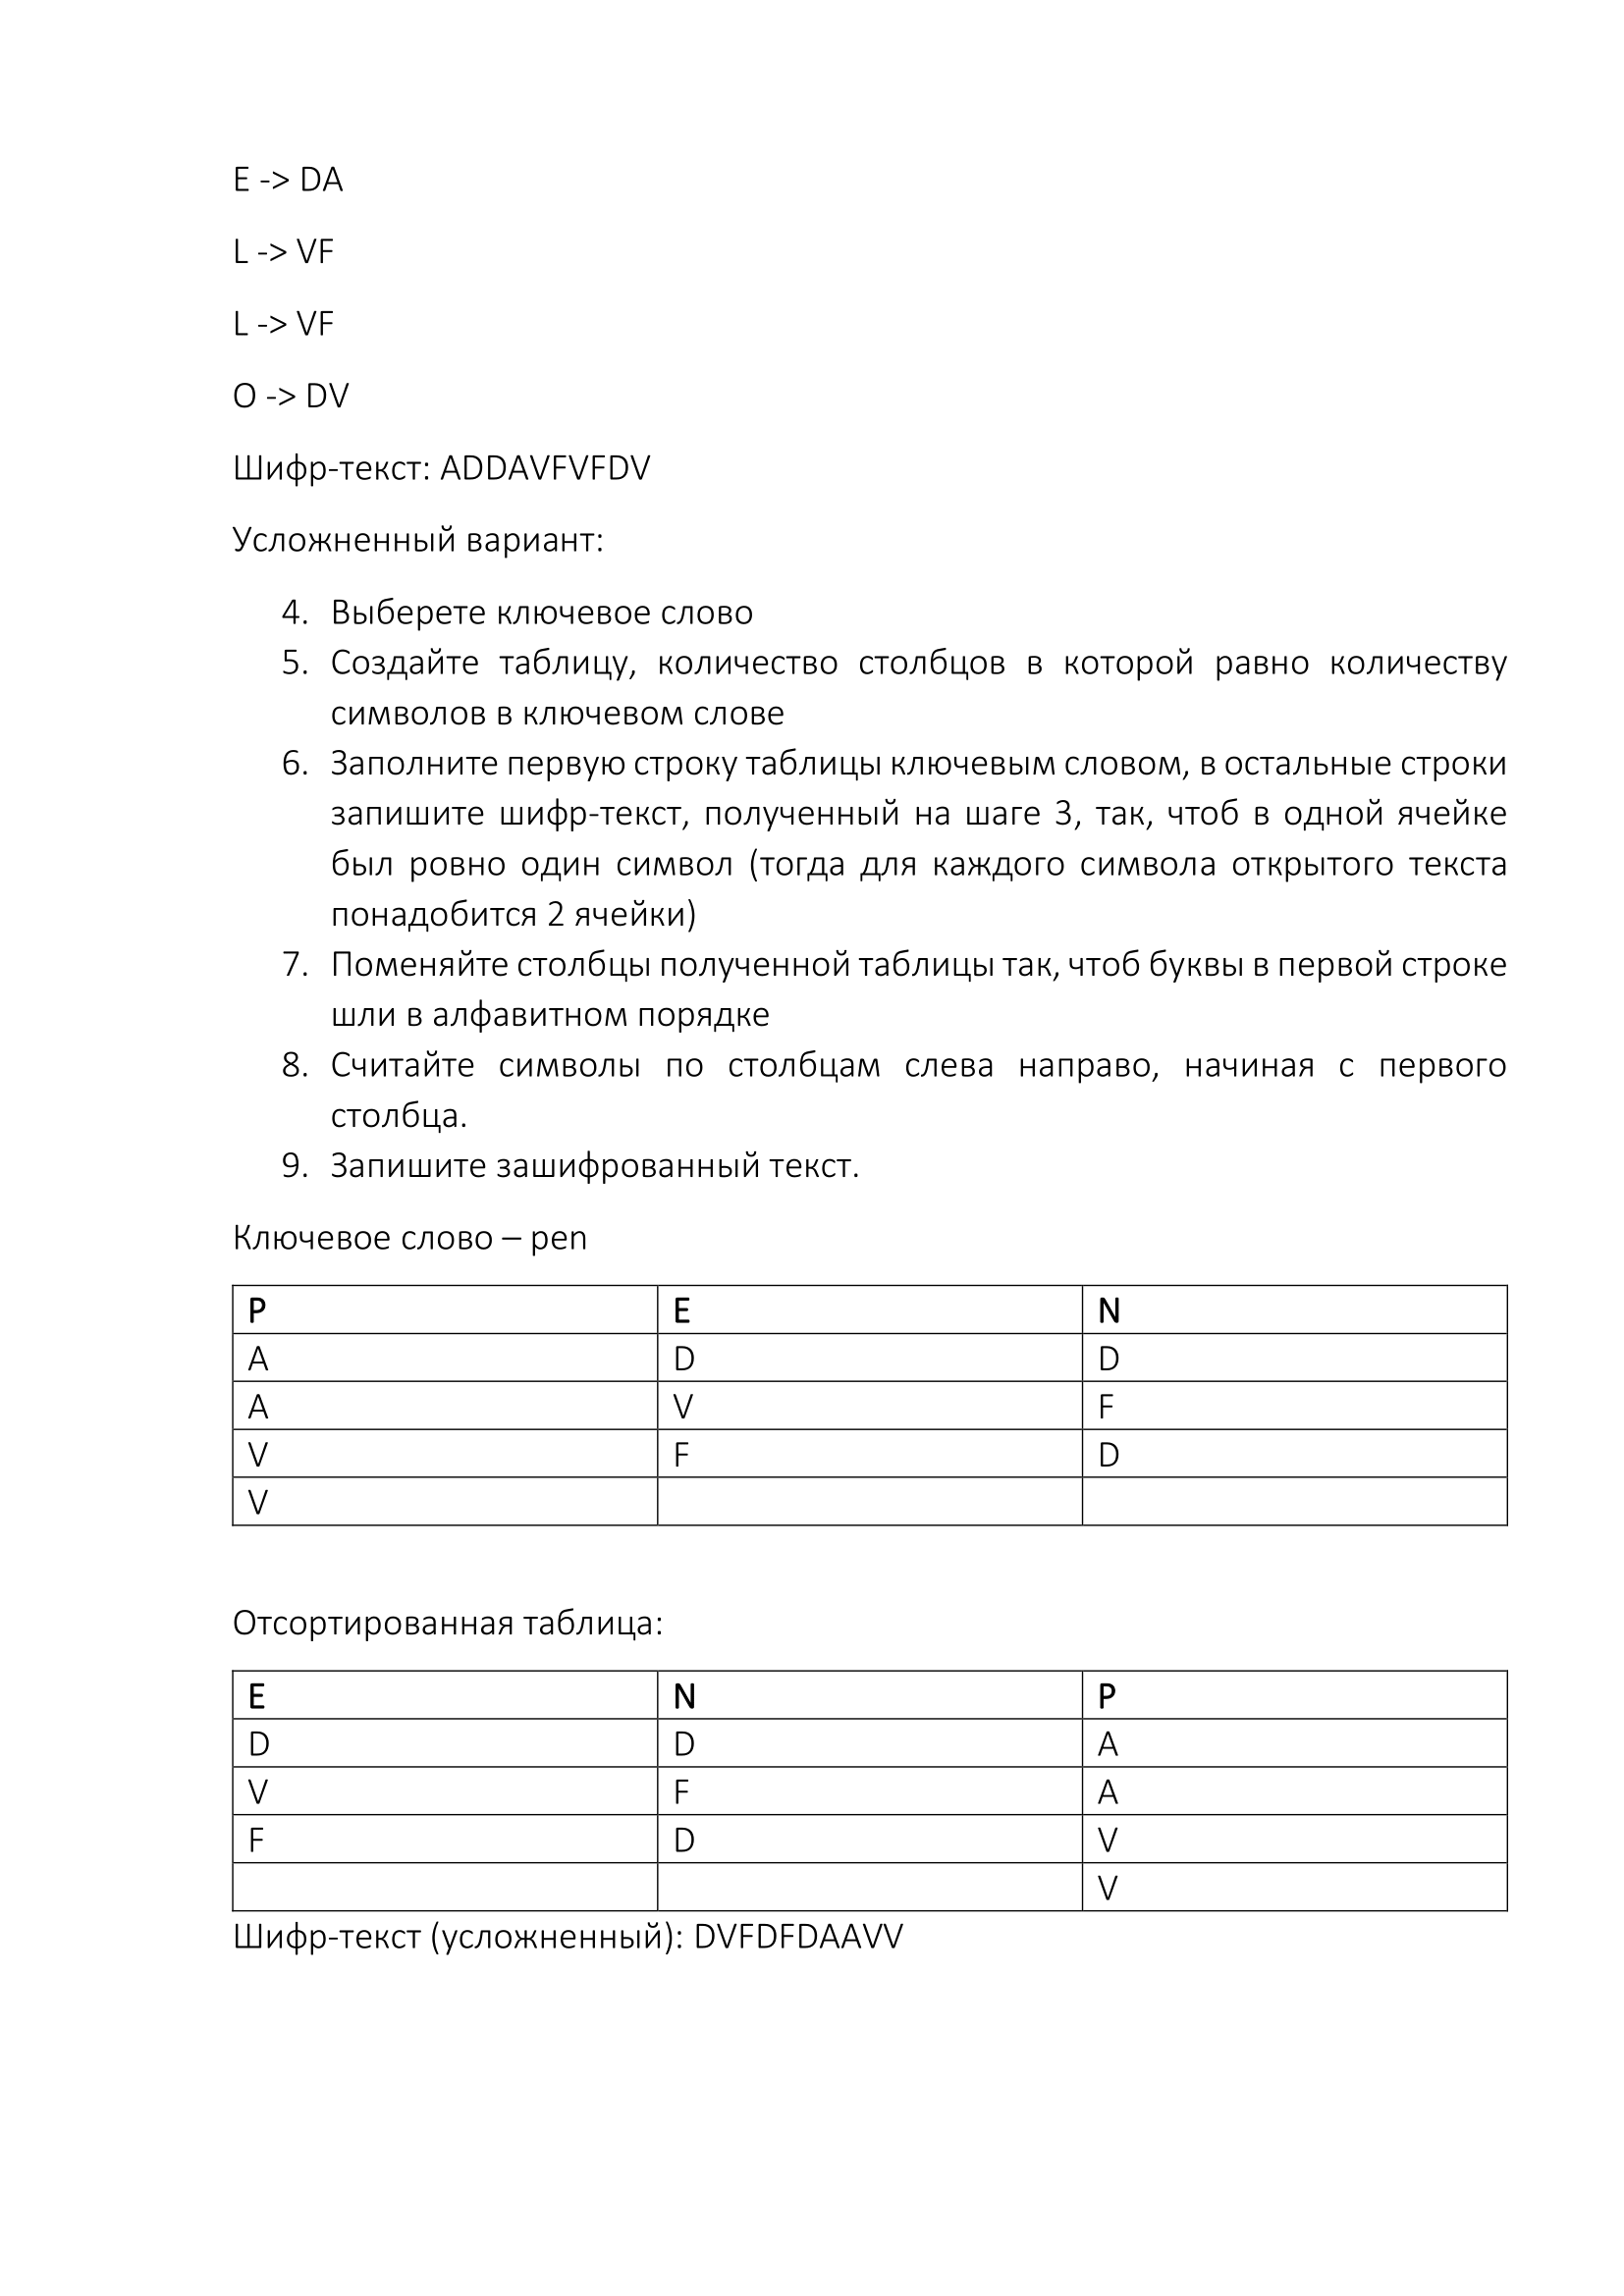 E -> DA
L -> VF
L -> VF
O -> DV
Шифр-текст: ADDAVFVFDV
Усложненный вариант:
4. Выберете ключевое слово
5. Создайте таблицу, количество столбцов в которой равно количеству
символов в ключевом слове
6. Заполните первую строку таблицы ключевым словом, в остальные строки
запишите шифр-текст, полученный на шаге 3, так, чтоб в одной ячейке
был ровно один символ (тогда для каждого символа открытого текста
понадобится 2 ячейки)
7. Поменяйте столбцы полученной таблицы так, чтоб буквы в первой строке
шли в алфавитном порядке
8. Считайте символы по столбцам слева направо, начиная с первого
столбца.
9. Запишите зашифрованный текст.
Ключевое слово – pen
P E N
A D D
A V F
V F D
V
Отсортированная таблица:
E N P
D D A
V F A
F D V
V
Шифр-текст (усложненный): DVFDFDAAVV